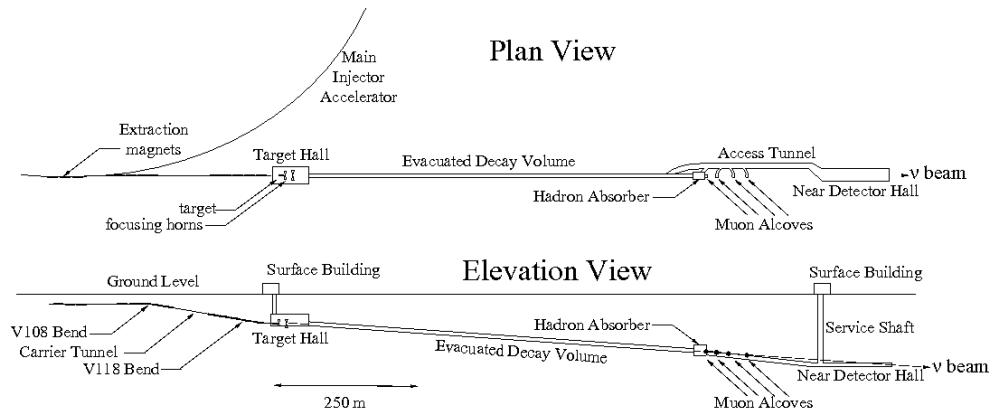 Plan View
Main
Injector
Accelerator
Extraction
magnets
Target Hall
Evacuated Decay Volume
Access Tunnel
ν beam
Near Detector Hall
Hadron Absorber
target
focusing horns
Muon Alcoves
Elevation View
Ground Level
Surface Building
Surface Building
V108 Bend
Carrier Tunnel
V118 Bend
Target Hall
Hadron Absorber
Evacuated Decay Volume
Service Shaft
ν beam
Near Detector Hall
Muon Alcoves
250 m